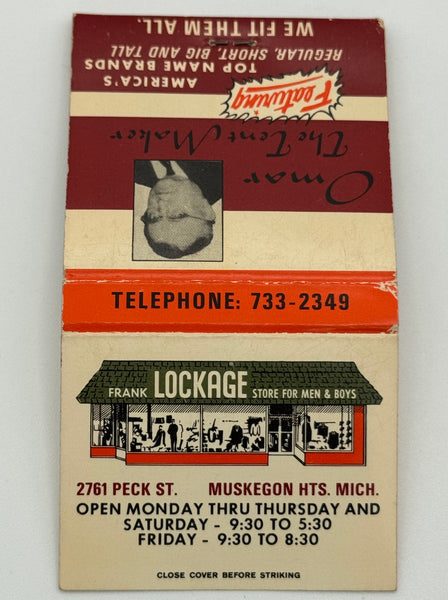 WE FIT THEM ALL.
REGULAR, SHORT, BIG AND TALL
TOP NAME BRANDS
AMERICA'S
Featuring
The Tent Maker
Omar
TELEPHONE: 733-2349
FRANK LOCKAGE STORE FOR MEN & BOYS
2761 PECK ST. MUSKEGON HTS. MICH.
OPEN MONDAY THRU THURSDAY AND
SATURDAY - 9:30 TO 5:30
FRIDAY - 9:30 TO 8:30
CLOSE COVER BEFORE STRIKING